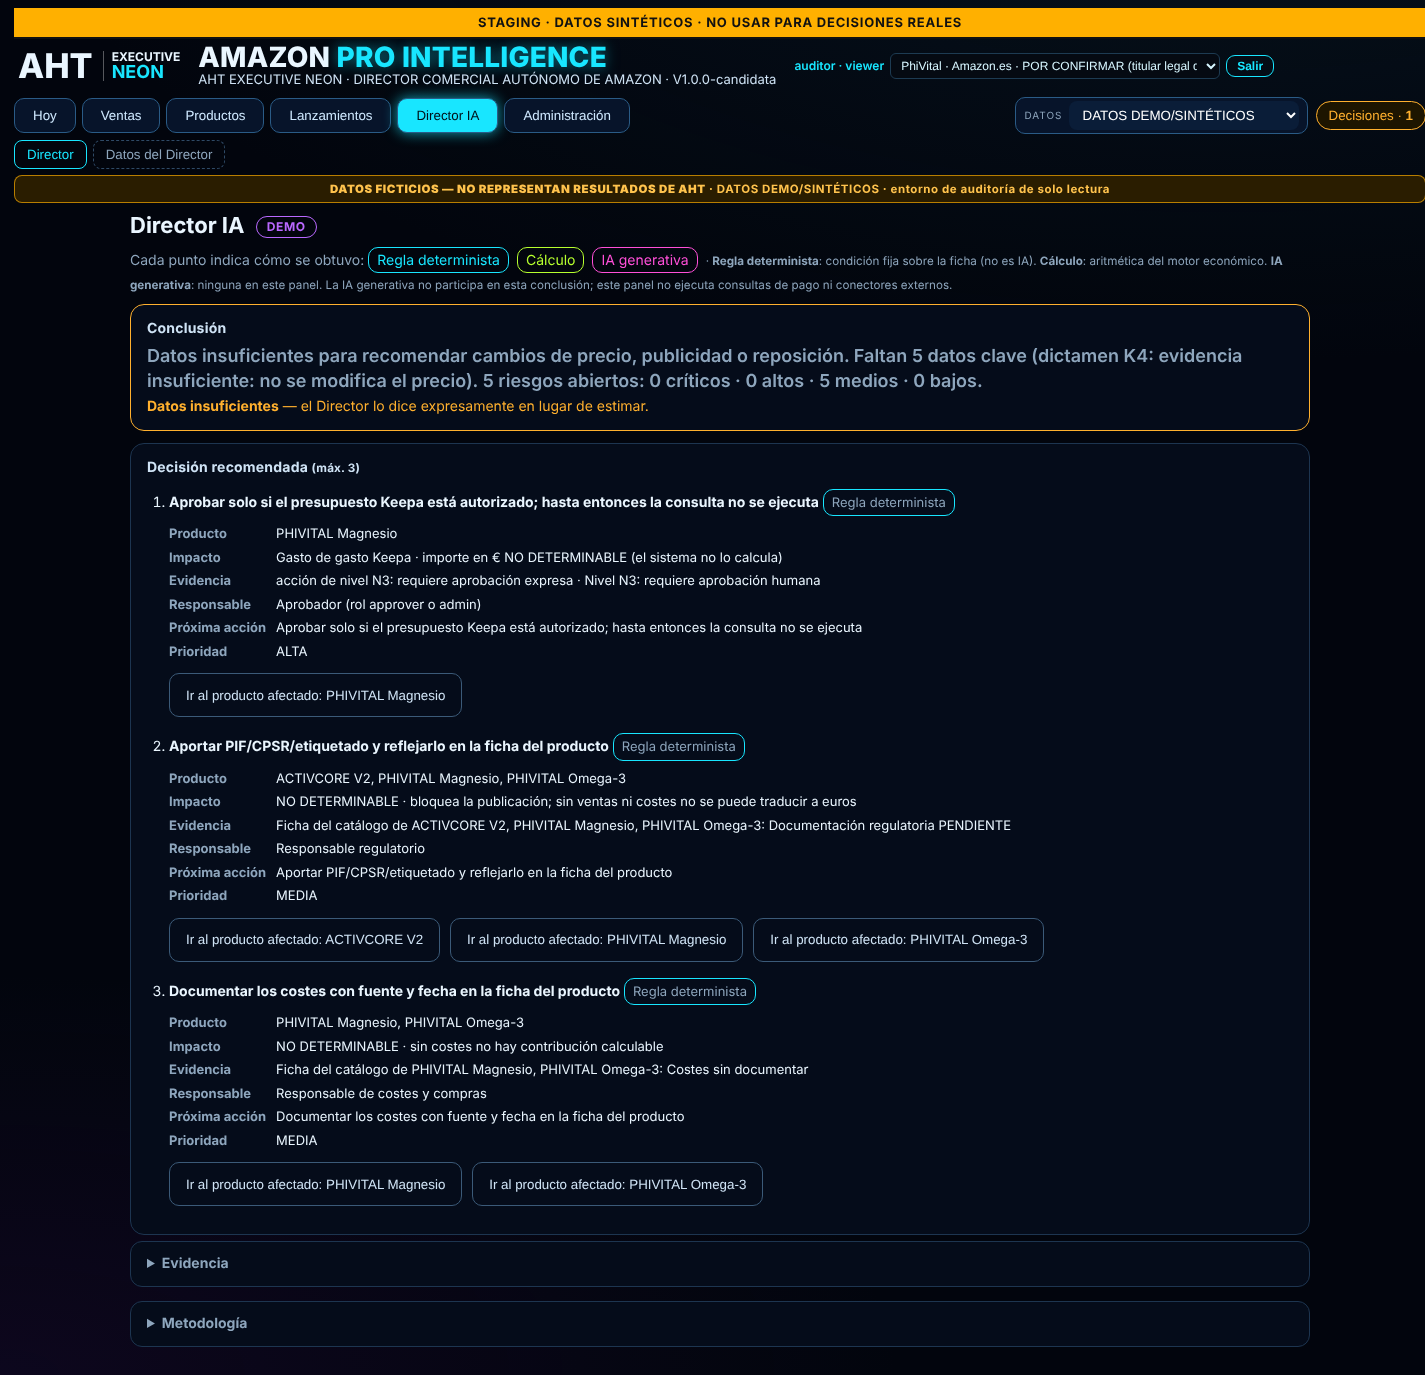 STAGING · DATOS SINTÉTICOS · NO USAR PARA DECISIONES REALES
AHT EXECUTIVE NEON
AMAZON PRO INTELLIGENCE
AHT EXECUTIVE NEON · DIRECTOR COMERCIAL AUTÓNOMO DE AMAZON · V1.0.0-candidata
auditor · viewer
PhiVital · Amazon.es · POR CONFIRMAR (titular legal c
Salir
Hoy
Ventas
Productos
Lanzamientos
Director IA
Administración
DATOS
DATOS DEMO/SINTÉTICOS
Decisiones · 1
Director
Datos del Director
DATOS FICTICIOS — NO REPRESENTAN RESULTADOS DE AHT · DATOS DEMO/SINTÉTICOS · entorno de auditoría de solo lectura
Director IA DEMO
Cada punto indica cómo se obtuvo: Regla determinista Cálculo IA generativa · Regla determinista: condición fija sobre la ficha (no es IA). Cálculo: aritmética del motor económico. IA
generativa: ninguna en este panel. La IA generativa no participa en esta conclusión; este panel no ejecuta consultas de pago ni conectores externos.
Conclusión
Datos insuficientes para recomendar cambios de precio, publicidad o reposición. Faltan 5 datos clave (dictamen K4: evidencia
insuficiente: no se modifica el precio). 5 riesgos abiertos: 0 críticos · 0 altos · 5 medios · 0 bajos.
Datos insuficientes — el Director lo dice expresamente en lugar de estimar.
Decisión recomendada (máx. 3)
1. Aprobar solo si el presupuesto Keepa está autorizado; hasta entonces la consulta no se ejecuta Regla determinista
Producto PHIVITAL Magnesio
Impacto Gasto de gasto Keepa · importe en € NO DETERMINABLE (el sistema no lo calcula)
Evidencia acción de nivel N3: requiere aprobación expresa · Nivel N3: requiere aprobación humana
Responsable Aprobador (rol approver o admin)
Próxima acción Aprobar solo si el presupuesto Keepa está autorizado; hasta entonces la consulta no se ejecuta
Prioridad ALTA
Ir al producto afectado: PHIVITAL Magnesio
2. Aportar PIF/CPSR/etiquetado y reflejarlo en la ficha del producto Regla determinista
Producto ACTIVCORE V2, PHIVITAL Magnesio, PHIVITAL Omega-3
Impacto NO DETERMINABLE · bloquea la publicación; sin ventas ni costes no se puede traducir a euros
Evidencia Ficha del catálogo de ACTIVCORE V2, PHIVITAL Magnesio, PHIVITAL Omega-3: Documentación regulatoria PENDIENTE
Responsable Responsable regulatorio
Próxima acción Aportar PIF/CPSR/etiquetado y reflejarlo en la ficha del producto
Prioridad MEDIA
Ir al producto afectado: ACTIVCORE V2
Ir al producto afectado: PHIVITAL Magnesio
Ir al producto afectado: PHIVITAL Omega-3
3. Documentar los costes con fuente y fecha en la ficha del producto Regla determinista
Producto PHIVITAL Magnesio, PHIVITAL Omega-3
Impacto NO DETERMINABLE · sin costes no hay contribución calculable
Evidencia Ficha del catálogo de PHIVITAL Magnesio, PHIVITAL Omega-3: Costes sin documentar
Responsable Responsable de costes y compras
Próxima acción Documentar los costes con fuente y fecha en la ficha del producto
Prioridad MEDIA
Ir al producto afectado: PHIVITAL Magnesio
Ir al producto afectado: PHIVITAL Omega-3
Evidencia
Metodología